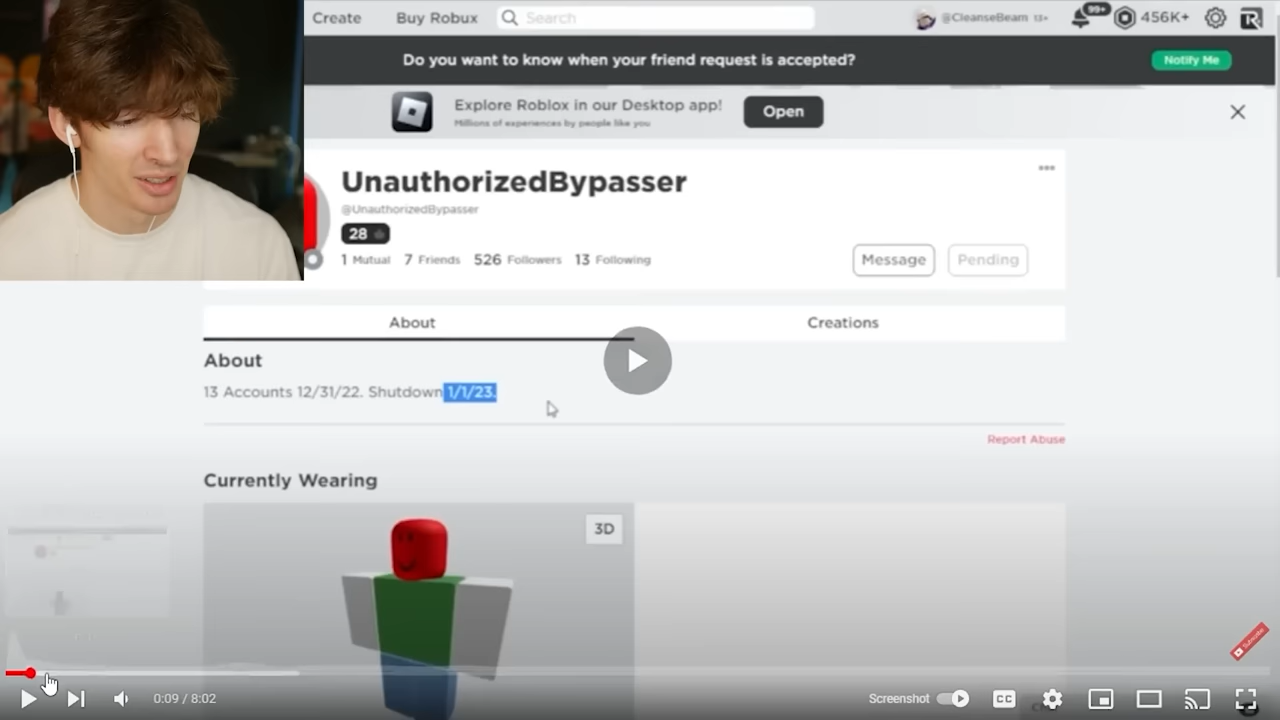 Create Buy Robux Search @CleanseBeam 13+ 99+ 456K+
Do you want to know when your friend request is accepted? Notify Me
Explore Roblox in our Desktop app! Open
Millions of experiences by people like you
UnauthorizedBypasser
@UnauthorizedBypasser
28
1 Mutual 7 Friends 526 Followers 13 Following
Message Pending
About Creations
About
13 Accounts 12/31/22. Shutdown 1/1/23.
Report Abuse
Currently Wearing
3D
Subscribe
0:09 / 8:02 Screenshot CC